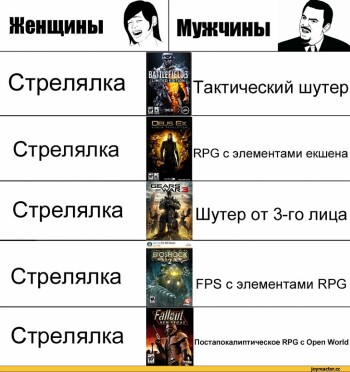 Женщины
Мужчины
Стрелялка
BATTLEFIELD 3
LIMITED EDITION
Тактический шутер
Стрелялка
DEUS EX
RPG с элементами екшена
Стрелялка
GEARS
OF WAR 3
Шутер от 3-го лица
Стрелялка
BIOSHOCK
2
FPS с элементами RPG
Стрелялка
Fallout
NEW VEGAS
Постапокалиптическое RPG с Open World
joyreactor.cc